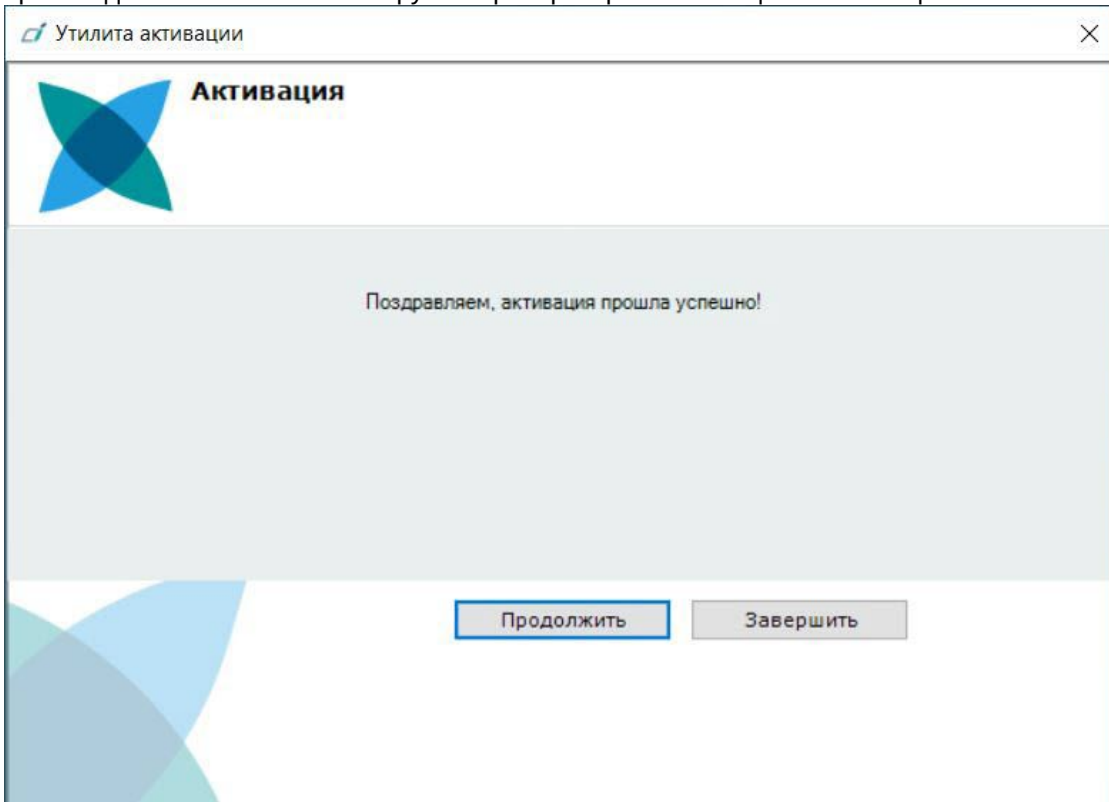 Утилита активации
Активация
Поздравляем, активация прошла успешно!
Продолжить
Завершить